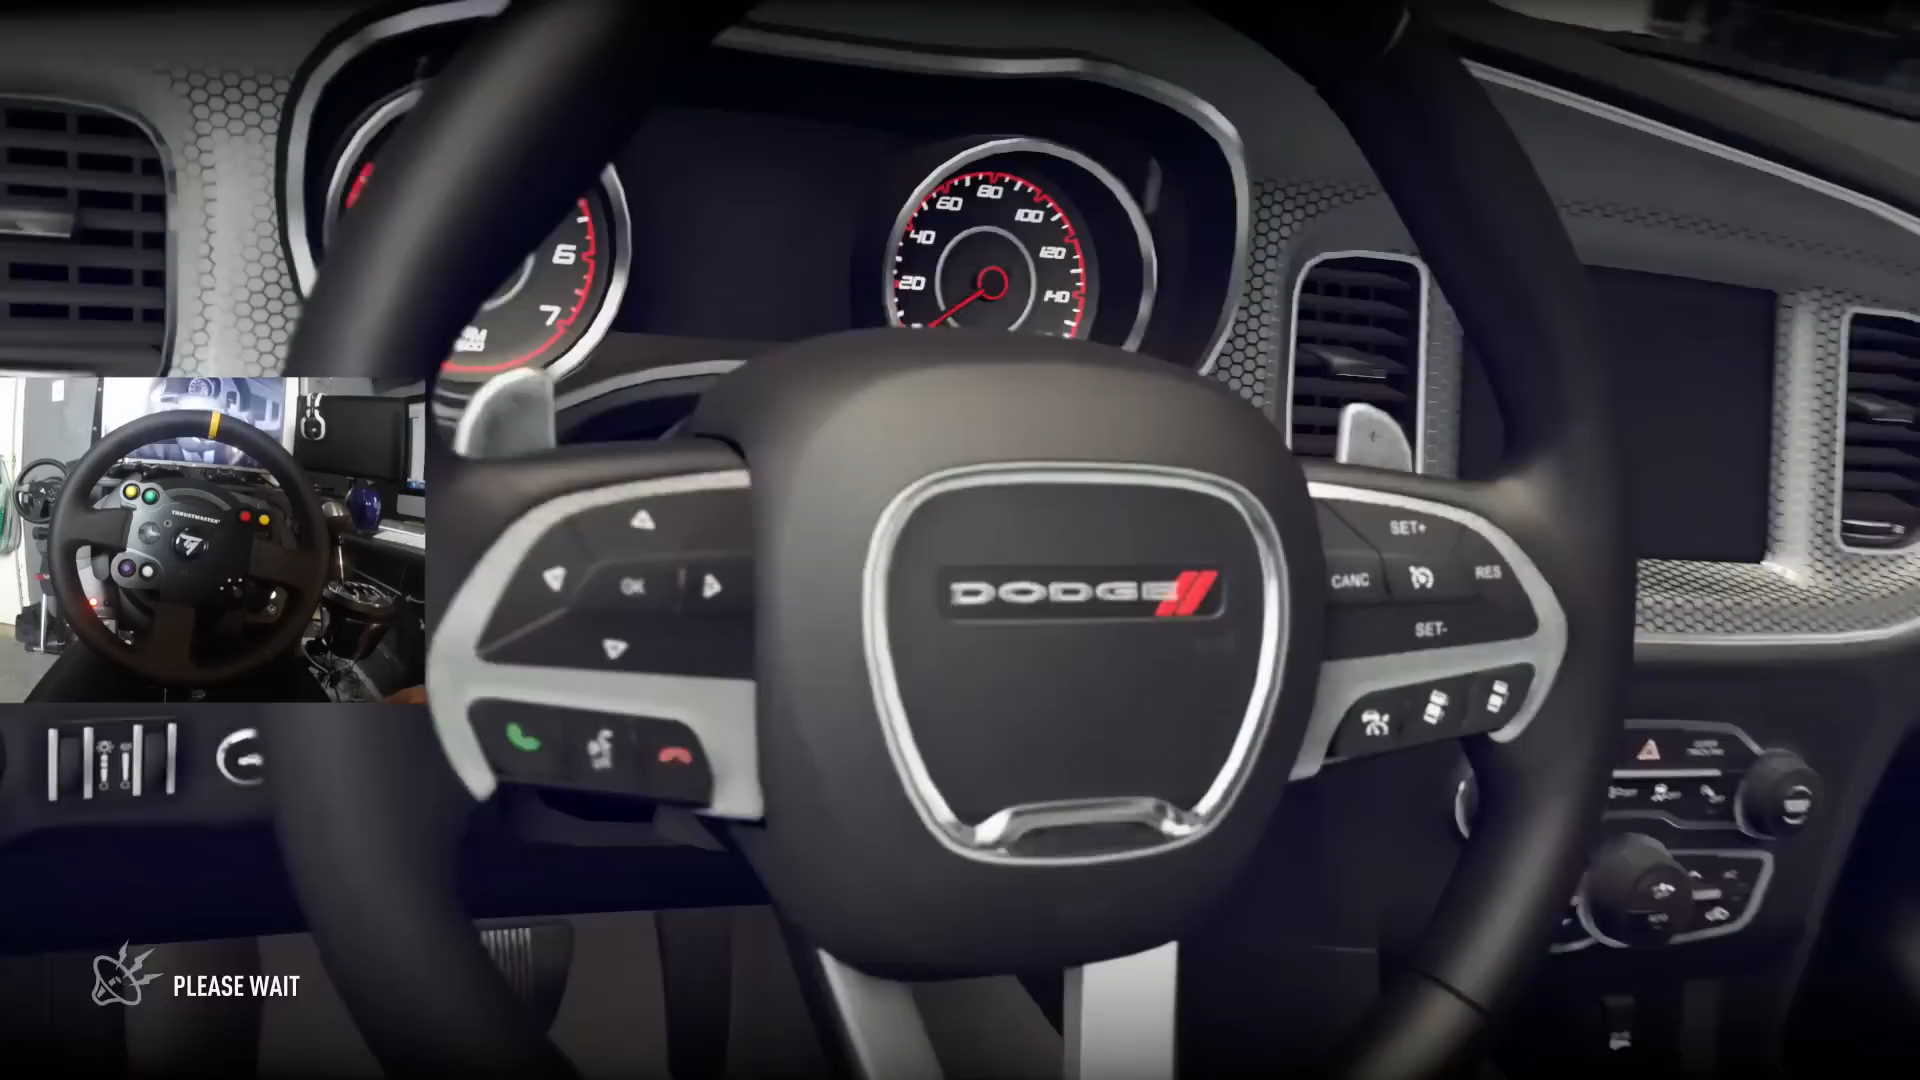 80
60
100
40
120
6
20
140
7
THRUSTMASTER
SET+
OK
CANC
RES
DODGE
SET-
PLEASE WAIT